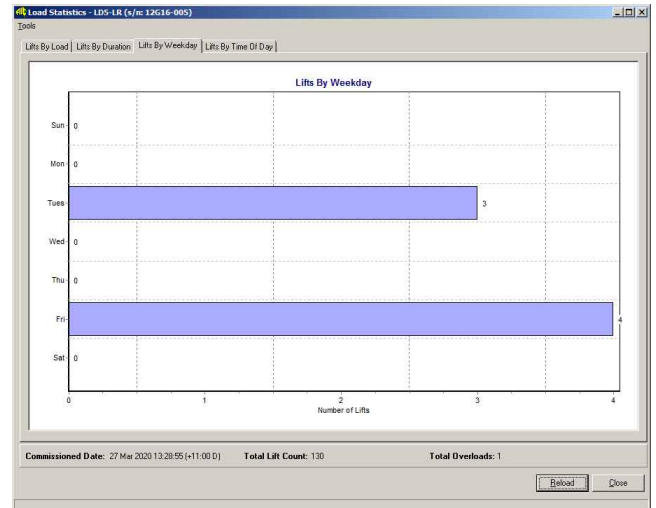 Load Statistics - LD5-LR (s/n: 12G16-005)
Tools
Lifts By Load Lifts By Duration Lifts By Weekday Lifts By Time Of Day
Lifts By Weekday
Sun 0
Mon 0
Tues 3
Wed 0
Thu 0
Fri 4
Sat 0
0 1 2 3 4
Number of Lifts
Commissioned Date: 27 Mar 2020 13:28:55 (+11:00 D) Total Lift Count: 130 Total Overloads: 1
Reload Close